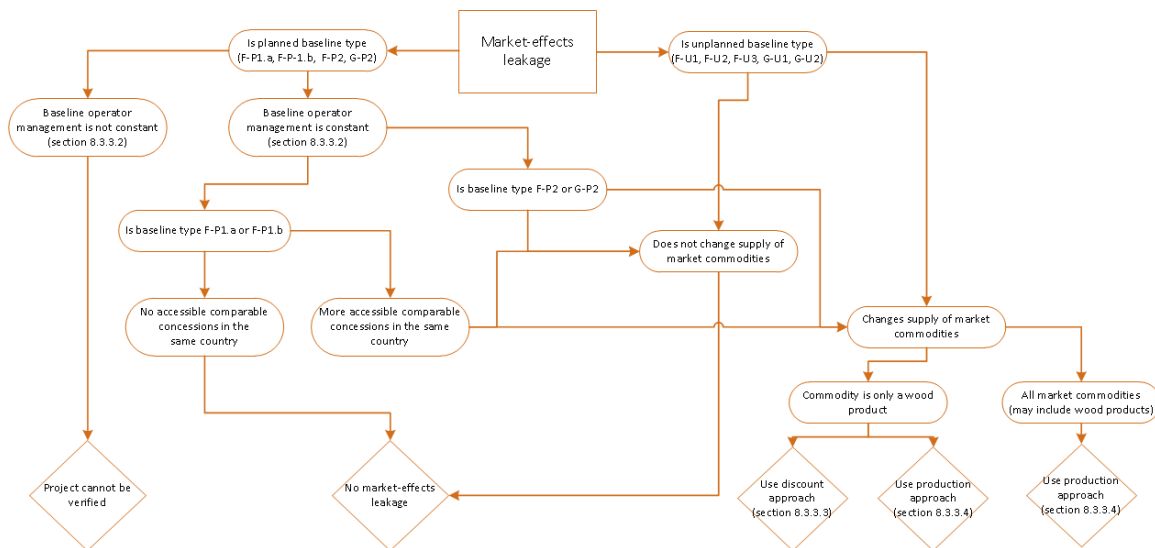 Market-effects
leakage
Is planned baseline type
(F-P1.a, F-P-1.b, F-P2, G-P2)
Is unplanned baseline type
(F-U1, F-U2, F-U3, G-U1, G-U2)
Baseline operator
management is not constant
(section 8.3.3.2)
Baseline operator
management is constant
(section 8.3.3.2)
Is baseline type F-P2 or G-P2
Is baseline type F-P1.a or F-P1.b
Does not change supply of
market commodities
No accessible comparable
concessions in the
same country
More accessible comparable
concessions in the same
country
Changes supply of market
commodities
Commodity is only a wood
product
All market commodities
(may include wood products)
Project cannot be
verified
No market-effects
leakage
Use discount
approach
(section 8.3.3.3)
Use production
approach
(section 8.3.3.4)
Use production
approach
(section 8.3.3.4)